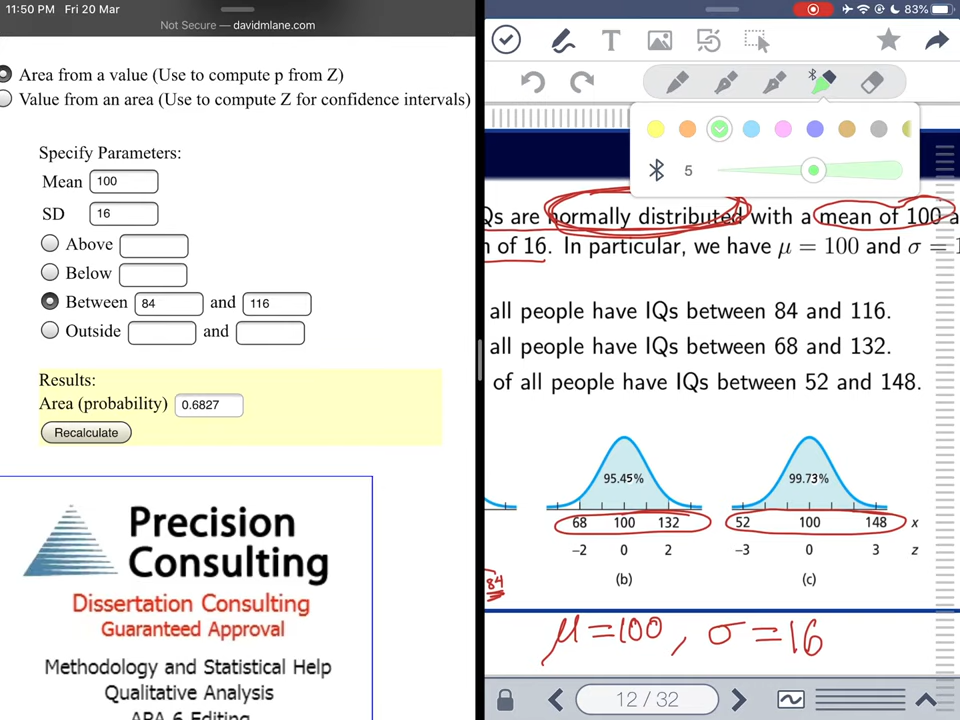 11:50 PM Fri 20 Mar
83%
Not Secure — davidmlane.com
Area from a value (Use to compute p from Z)
Value from an area (Use to compute Z for confidence intervals)
Specify Parameters:
Mean 100
SD 16
Above
Below
Between 84 and 116
Outside and
Results:
Area (probability) 0.6827
Recalculate
Precision
Consulting
Dissertation Consulting
Guaranteed Approval
Methodology and Statistical Help
Qualitative Analysis
APA 6 Editing
T
5
Qs are normally distributed with a mean of 100 a
n of 16. In particular, we have μ = 100 and σ = 1
all people have IQs between 84 and 116.
all people have IQs between 68 and 132.
of all people have IQs between 52 and 148.
95.45% 99.73%
68 100 132 52 100 148 x
−2 0 2 −3 0 3 z
(b) (c)
84
μ = 100, σ = 16
12 / 32